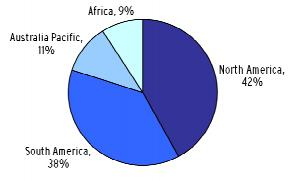 Africa, 9%
Australia Pacific,
11%
North America,
42%
South America,
38%